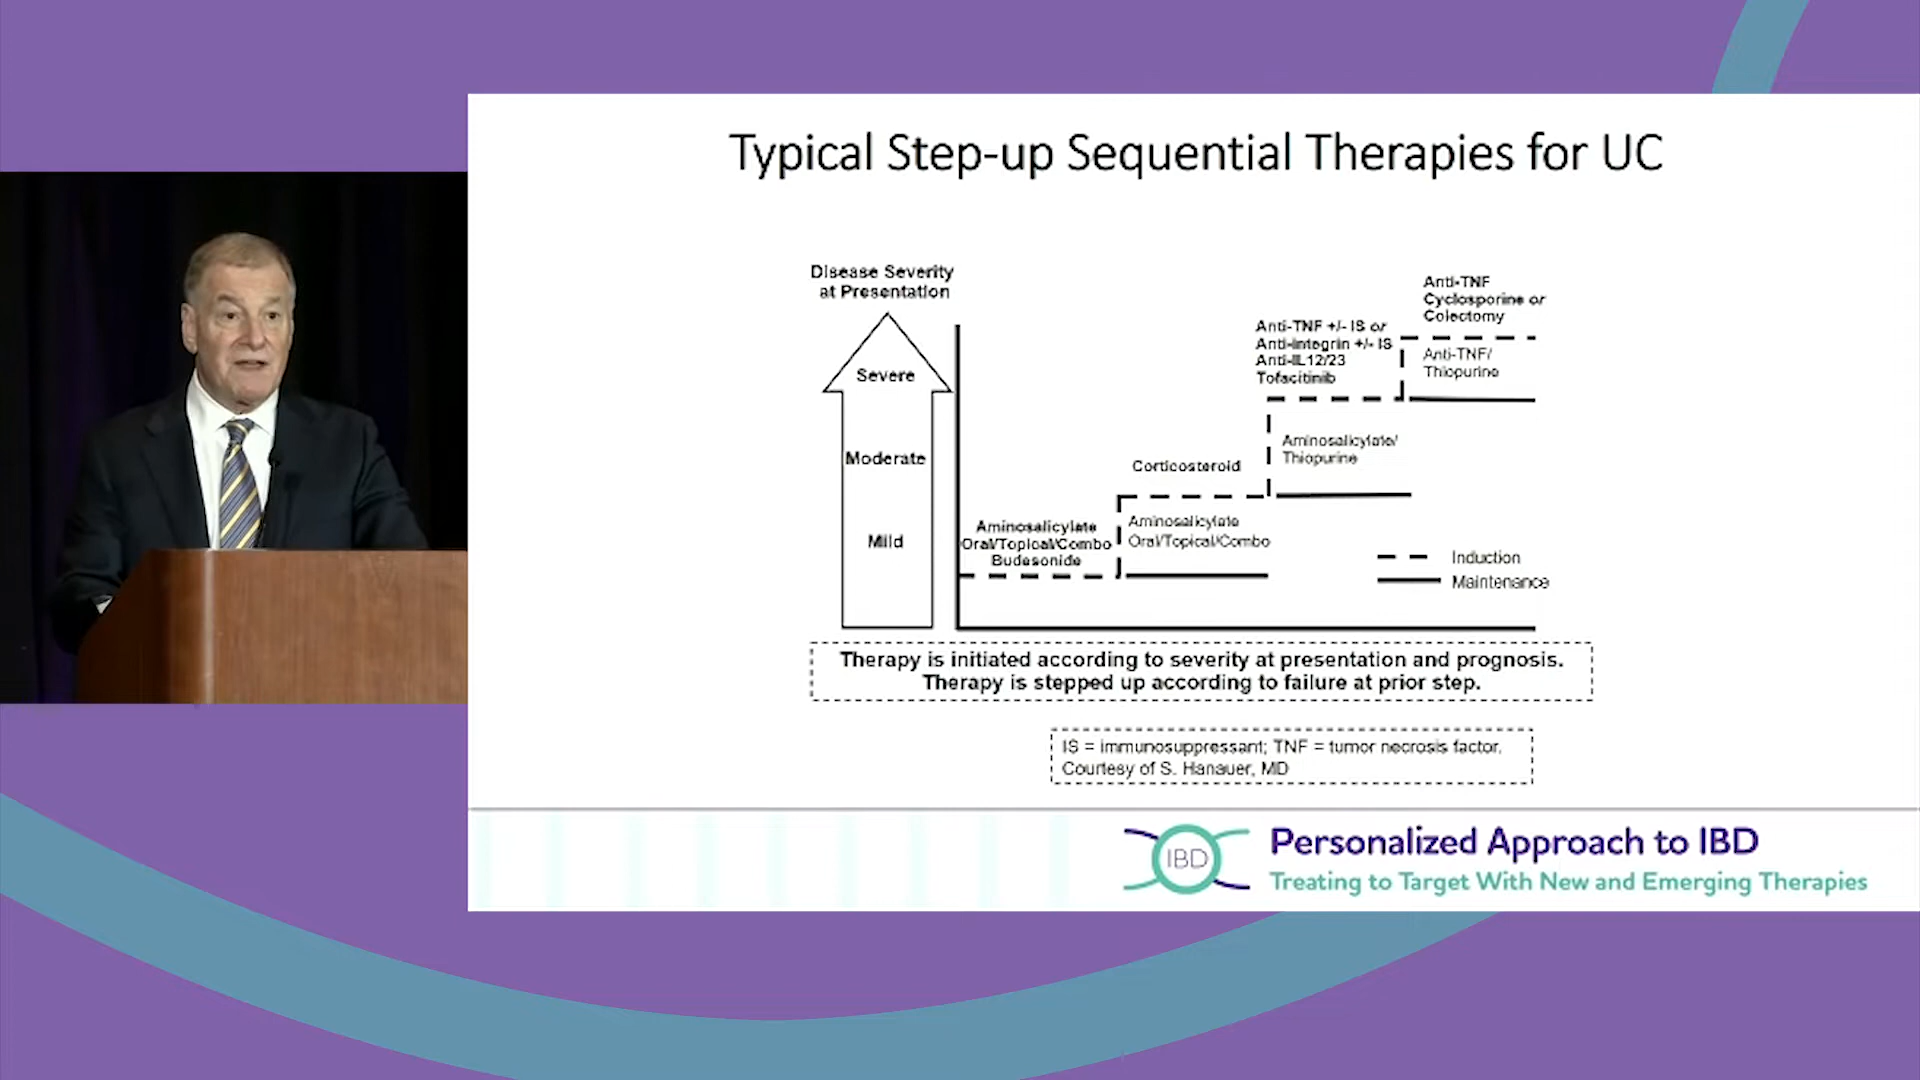 Typical Step-up Sequential Therapies for UC
Disease Severity
at Presentation
Severe
Moderate
Mild
Aminosalicylate
Oral/Topical/Combo
Budesonide
Corticosteroid
Aminosalicylate
Oral/Topical/Combo
Anti-TNF +/- IS or
Anti-integrin +/- IS
Anti-IL12/23
Tofacitinib
Aminosalicylate/
Thiopurine
Anti-TNF
Cyclosporine or
Colectomy
Anti-TNF/
Thiopurine
Induction
Maintenance
Therapy is initiated according to severity at presentation and prognosis.
Therapy is stepped up according to failure at prior step.
IS = immunosuppressant; TNF = tumor necrosis factor.
Courtesy of S. Hanauer, MD
IBD
Personalized Approach to IBD
Treating to Target With New and Emerging Therapies